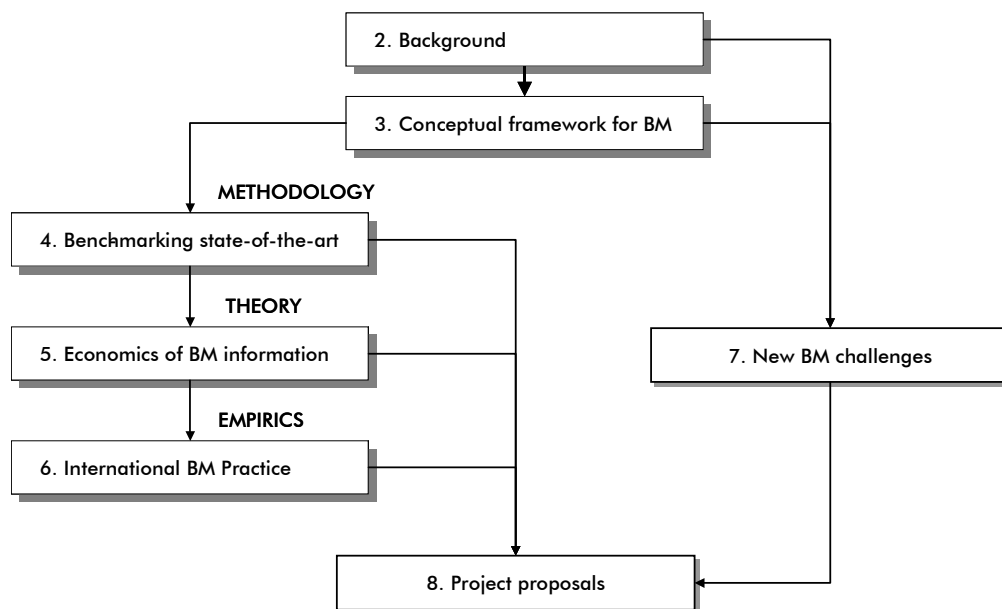 2. Background
3. Conceptual framework for BM
METHODOLOGY
4. Benchmarking state-of-the-art
THEORY
5. Economics of BM information
7. New BM challenges
EMPIRICS
6. International BM Practice
8. Project proposals